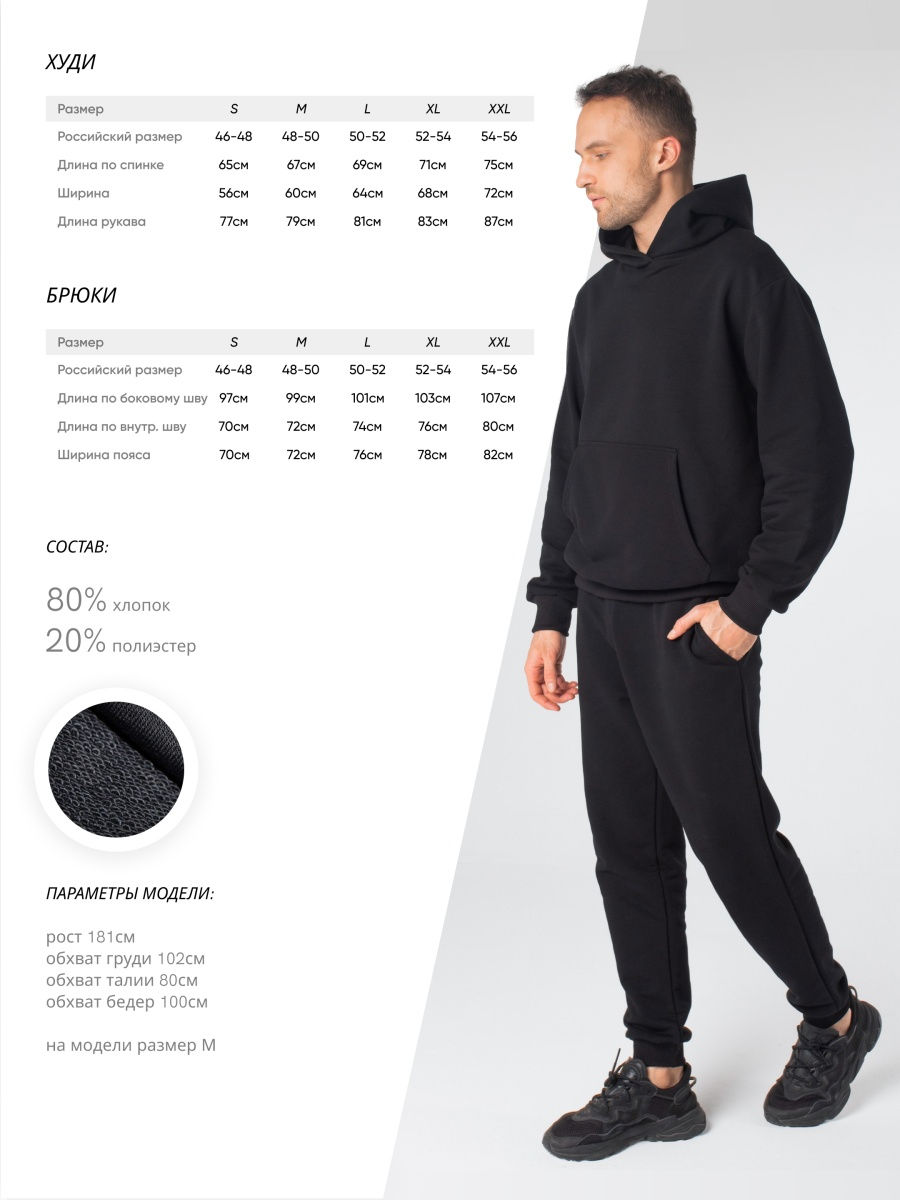 ХУДИ
Размер S M L XL XXL
Российский размер 46-48 48-50 50-52 52-54 54-56
Длина по спинке 65см 67см 69см 71см 75см
Ширина 56см 60см 64см 68см 72см
Длина рукава 77см 79см 81см 83см 87см
БРЮКИ
Размер S M L XL XXL
Российский размер 46-48 48-50 50-52 52-54 54-56
Длина по боковому шву 97см 99см 101см 103см 107см
Длина по внутр. шву 70см 72см 74см 76см 80см
Ширина пояса 70см 72см 76см 78см 82см
СОСТАВ:
80% хлопок
20% полиэстер
ПАРАМЕТРЫ МОДЕЛИ:
рост 181см
обхват груди 102см
обхват талии 80см
обхват бедер 100см
на модели размер М